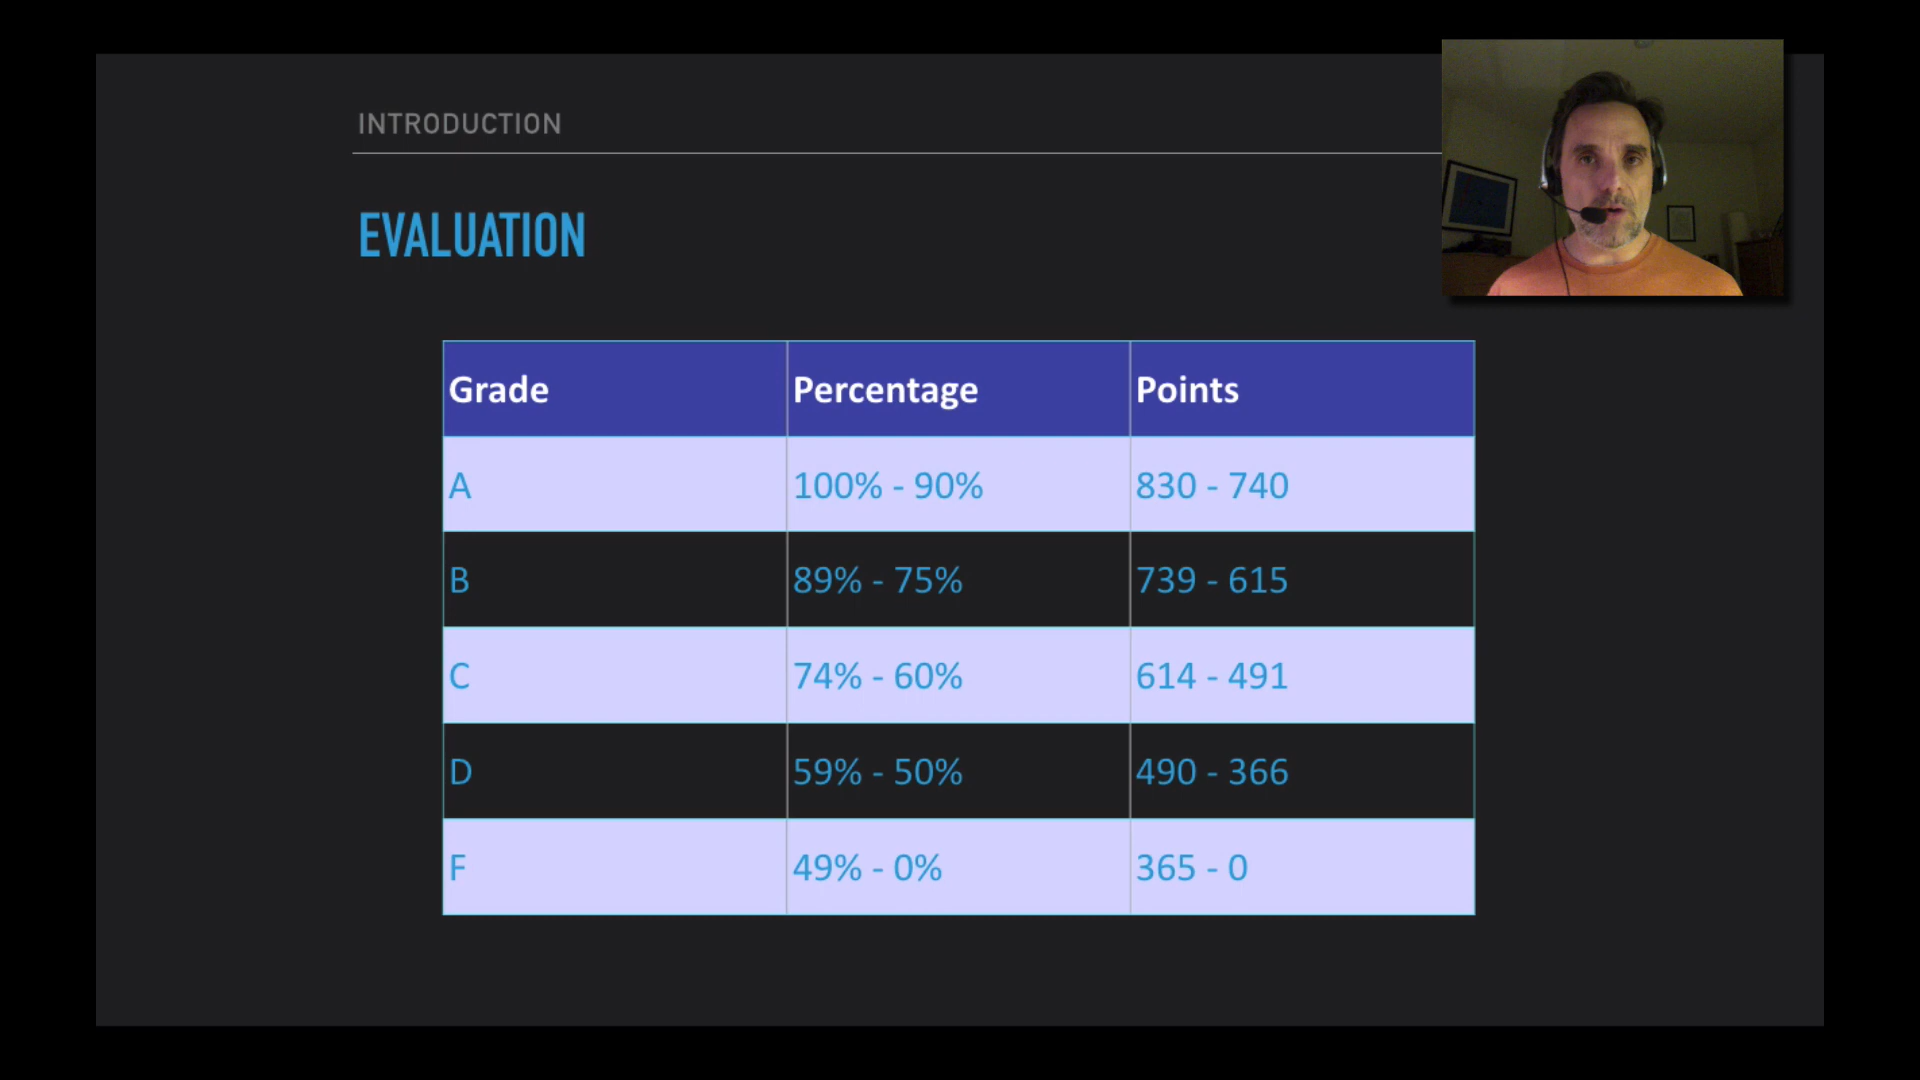 INTRODUCTION
EVALUATION
Grade Percentage Points
A 100% - 90% 830 - 740
B 89% - 75% 739 - 615
C 74% - 60% 614 - 491
D 59% - 50% 490 - 366
F 49% - 0% 365 - 0